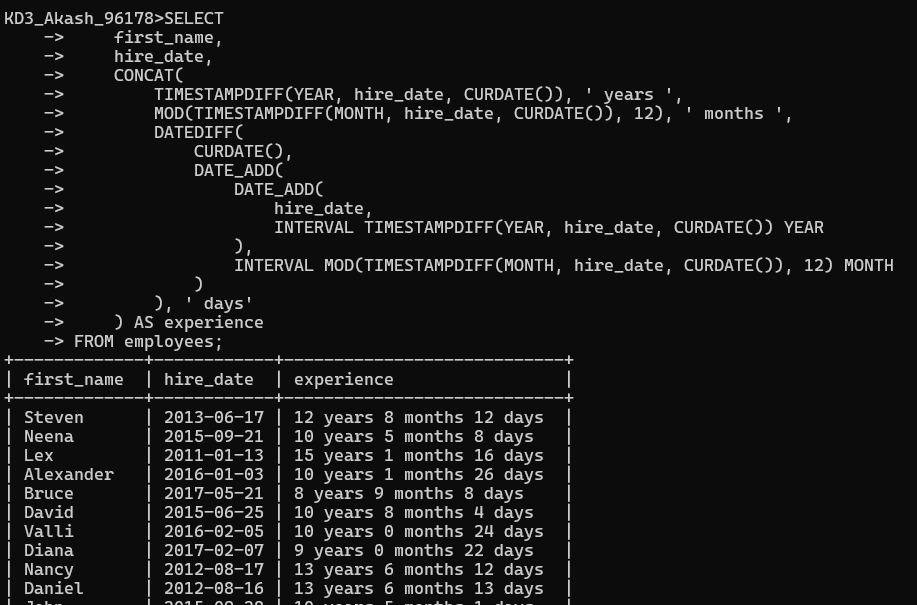 KD3_Akash_96178>SELECT
    ->     first_name,
    ->     hire_date,
    ->     CONCAT(
    ->         TIMESTAMPDIFF(YEAR, hire_date, CURDATE()), ' years ',
    ->         MOD(TIMESTAMPDIFF(MONTH, hire_date, CURDATE()), 12), ' months ',
    ->         DATEDIFF(
    ->             CURDATE(),
    ->             DATE_ADD(
    ->                 DATE_ADD(
    ->                     hire_date,
    ->                     INTERVAL TIMESTAMPDIFF(YEAR, hire_date, CURDATE()) YEAR
    ->                 ),
    ->                 INTERVAL MOD(TIMESTAMPDIFF(MONTH, hire_date, CURDATE()), 12) MONTH
    ->             )
    ->         ), ' days'
    ->     ) AS experience
    -> FROM employees;
+-------------+------------+----------------------------+
| first_name  | hire_date  | experience                 |
+-------------+------------+----------------------------+
| Steven      | 2013-06-17 | 12 years 8 months 12 days  |
| Neena       | 2015-09-21 | 10 years 5 months 8 days   |
| Lex         | 2011-01-13 | 15 years 1 months 16 days  |
| Alexander   | 2016-01-03 | 10 years 1 months 26 days  |
| Bruce       | 2017-05-21 | 8 years 9 months 8 days    |
| David       | 2015-06-25 | 10 years 8 months 4 days   |
| Valli       | 2016-02-05 | 10 years 0 months 24 days  |
| Diana       | 2017-02-07 | 9 years 0 months 22 days   |
| Nancy       | 2012-08-17 | 13 years 6 months 12 days  |
| Daniel      | 2012-08-16 | 13 years 6 months 13 days  |